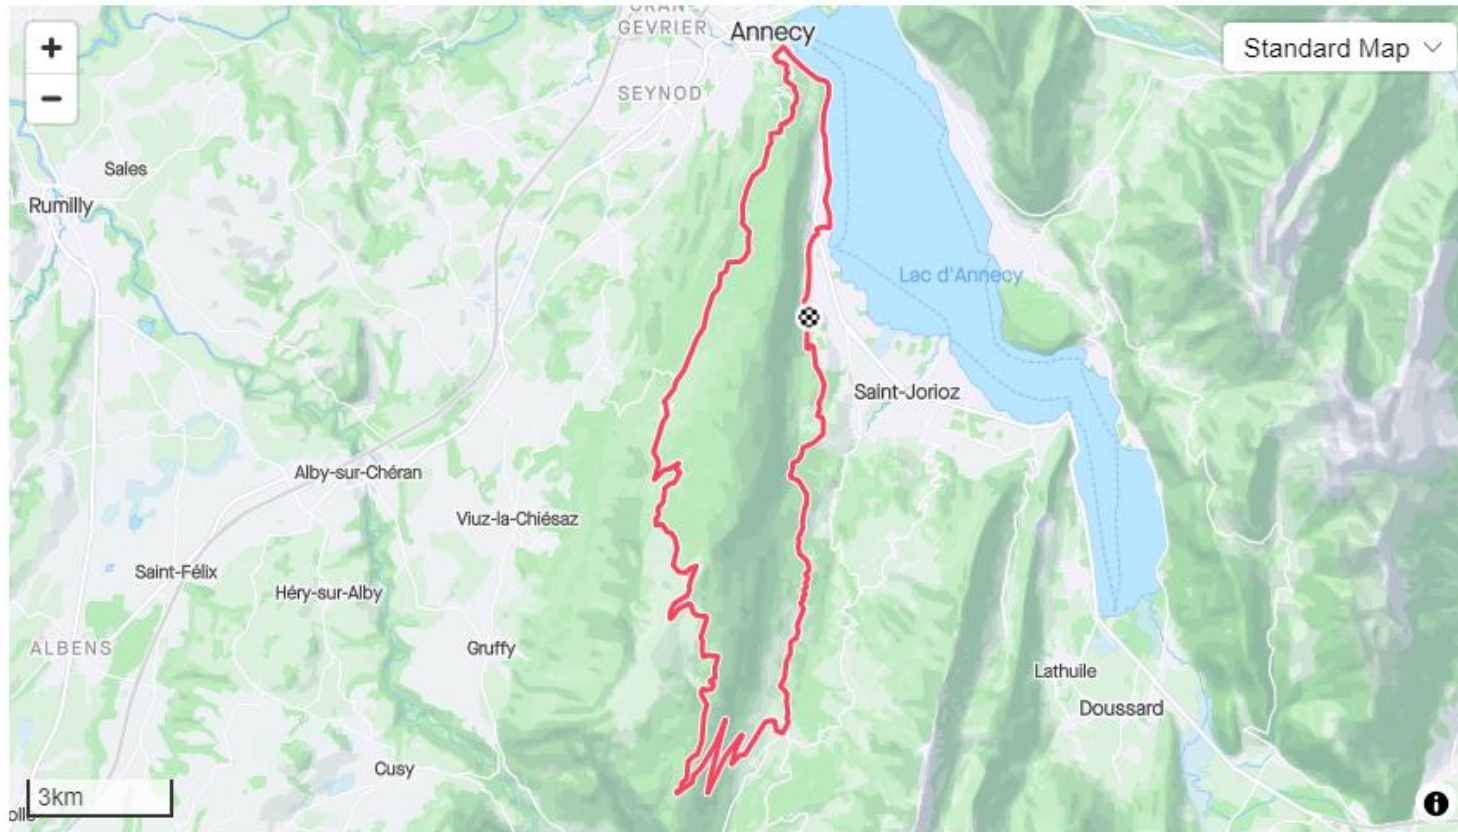 GRAN-
GEVRIER
Annecy
Standard Map
+
−
SEYNOD
Sales
Rumilly
Lac d'Annecy
Saint-Jorioz
Alby-sur-Chéran
Viuz-la-Chiésaz
Saint-Félix
Héry-sur-Alby
ALBENS
Gruffy
Lathuile
Doussard
Cusy
3km